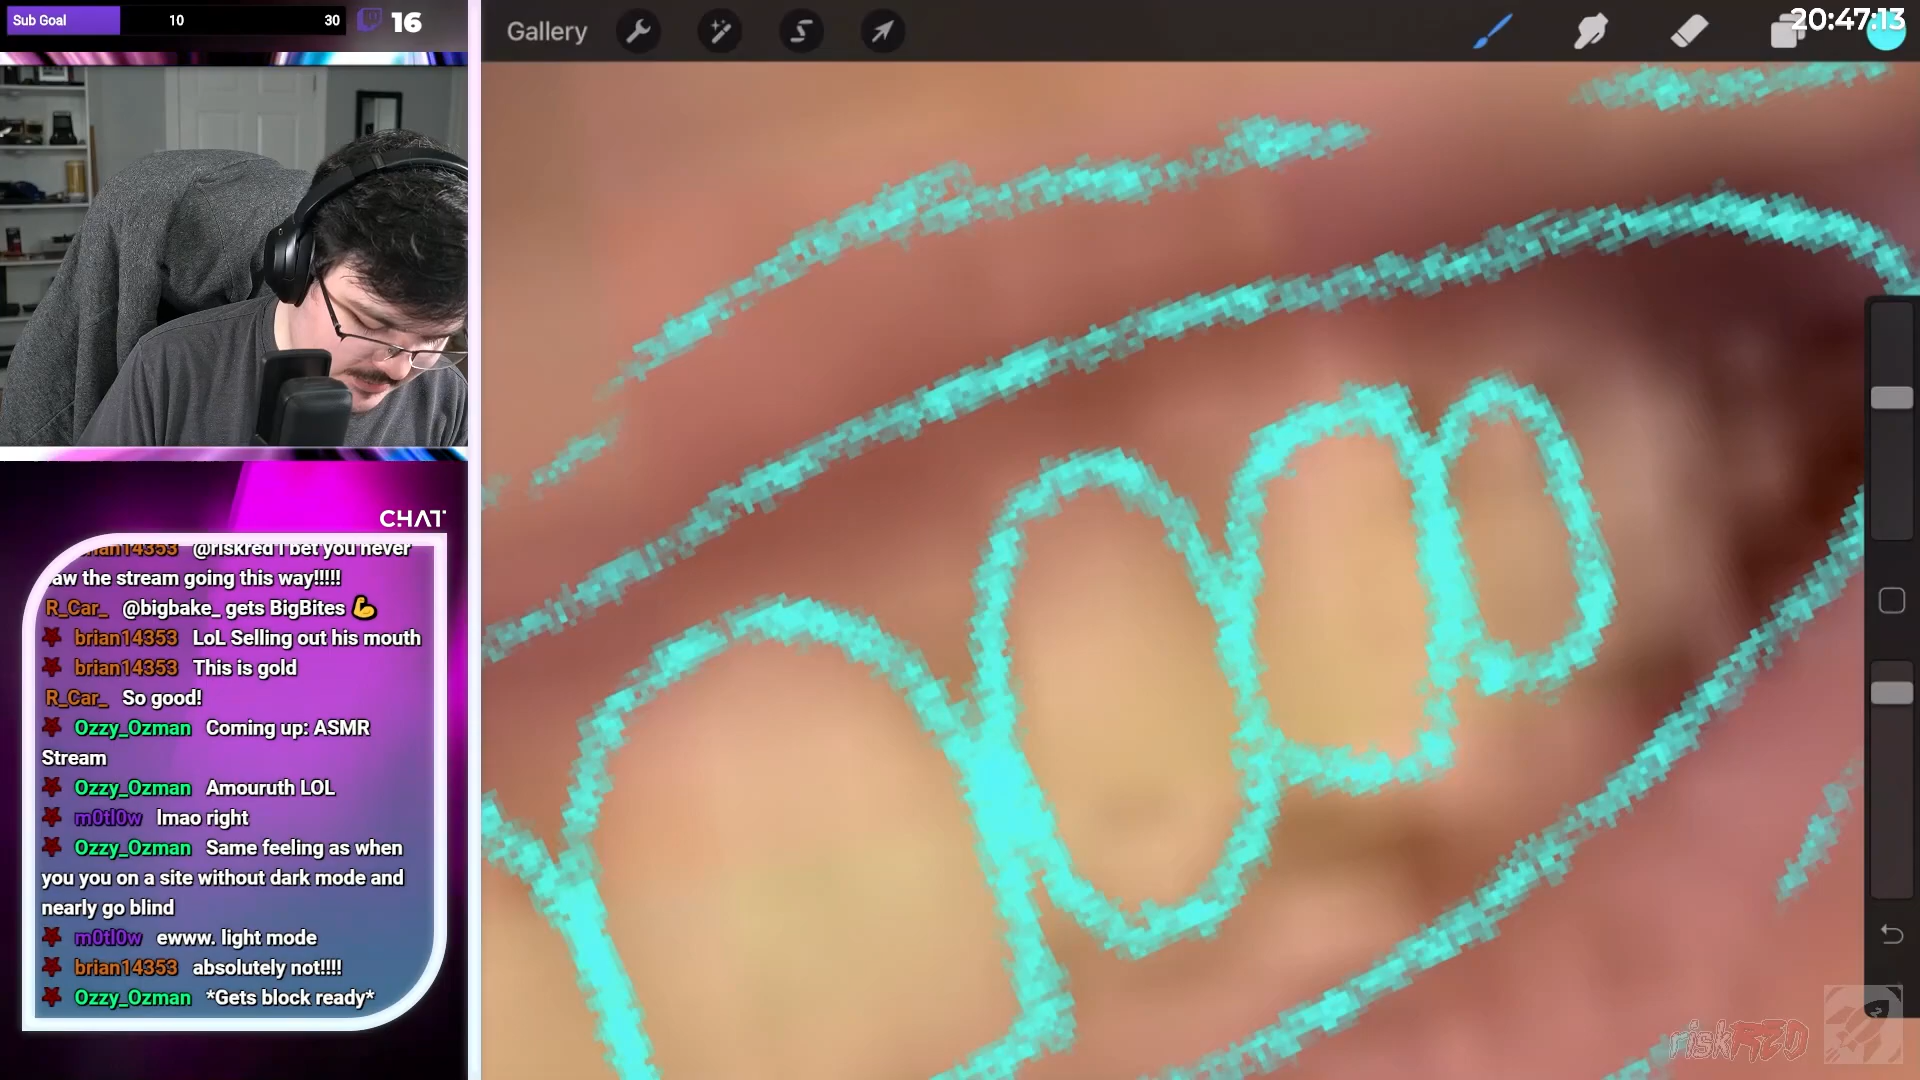 Sub Goal 10 30 16
Gallery
20:47:13
CHAT
brian14353 @riskred I bet you never
aw the stream going this way!!!!!
R_Car_ @bigbake_ gets BigBites 💪
brian14353 LoL Selling out his mouth
brian14353 This is gold
R_Car_ So good!
Ozzy_Ozman Coming up: ASMR
Stream
Ozzy_Ozman Amouruth LOL
m0tl0w lmao right
Ozzy_Ozman Same feeling as when
you you on a site without dark mode and
nearly go blind
m0tl0w ewww. light mode
brian14353 absolutely not!!!!
Ozzy_Ozman *Gets block ready*
riskRED